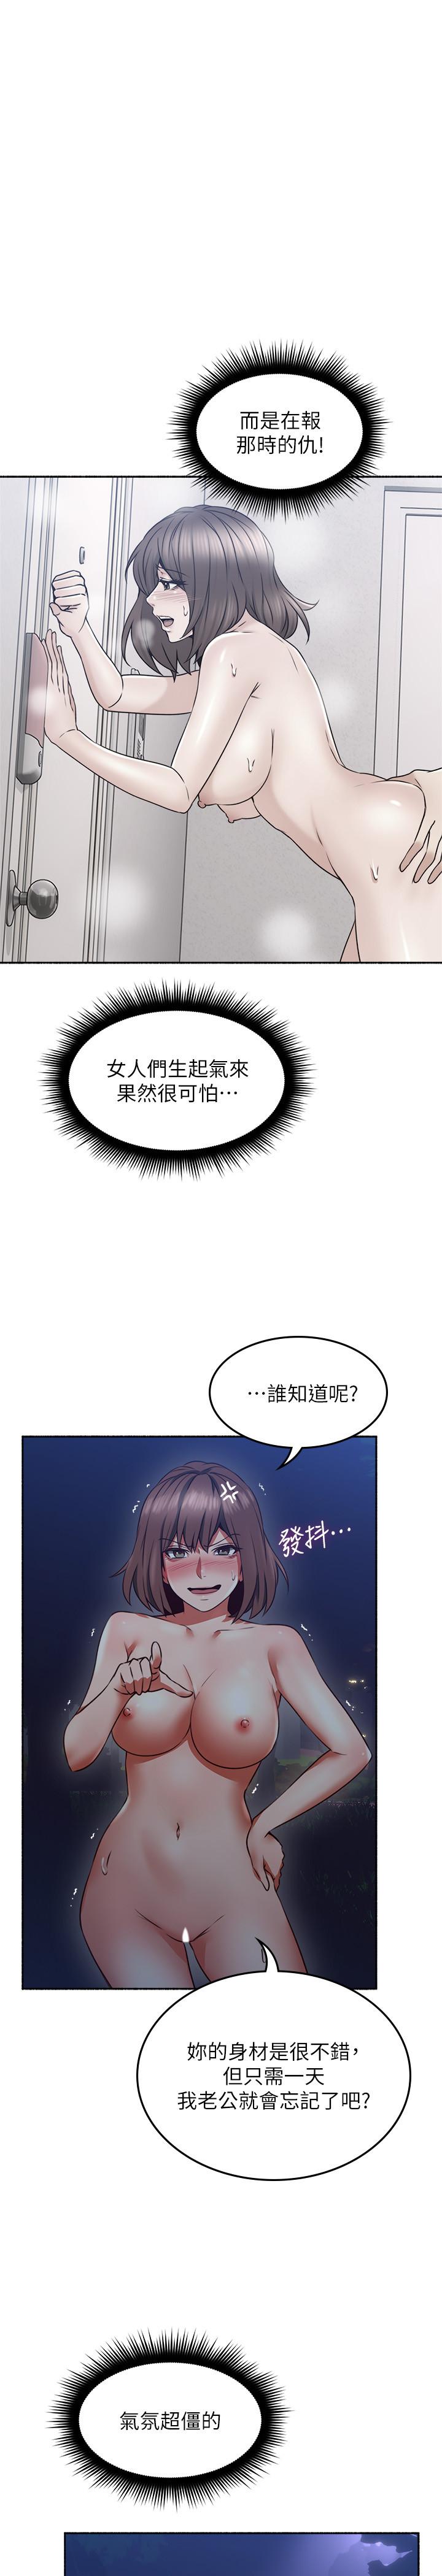 而是在報
那時的仇!
女人們生起氣來
果然很可怕…
…誰知道呢?
發抖…
妳的身材是很不錯,
但只需一天
我老公就會忘記了吧?
氣氛超僵的